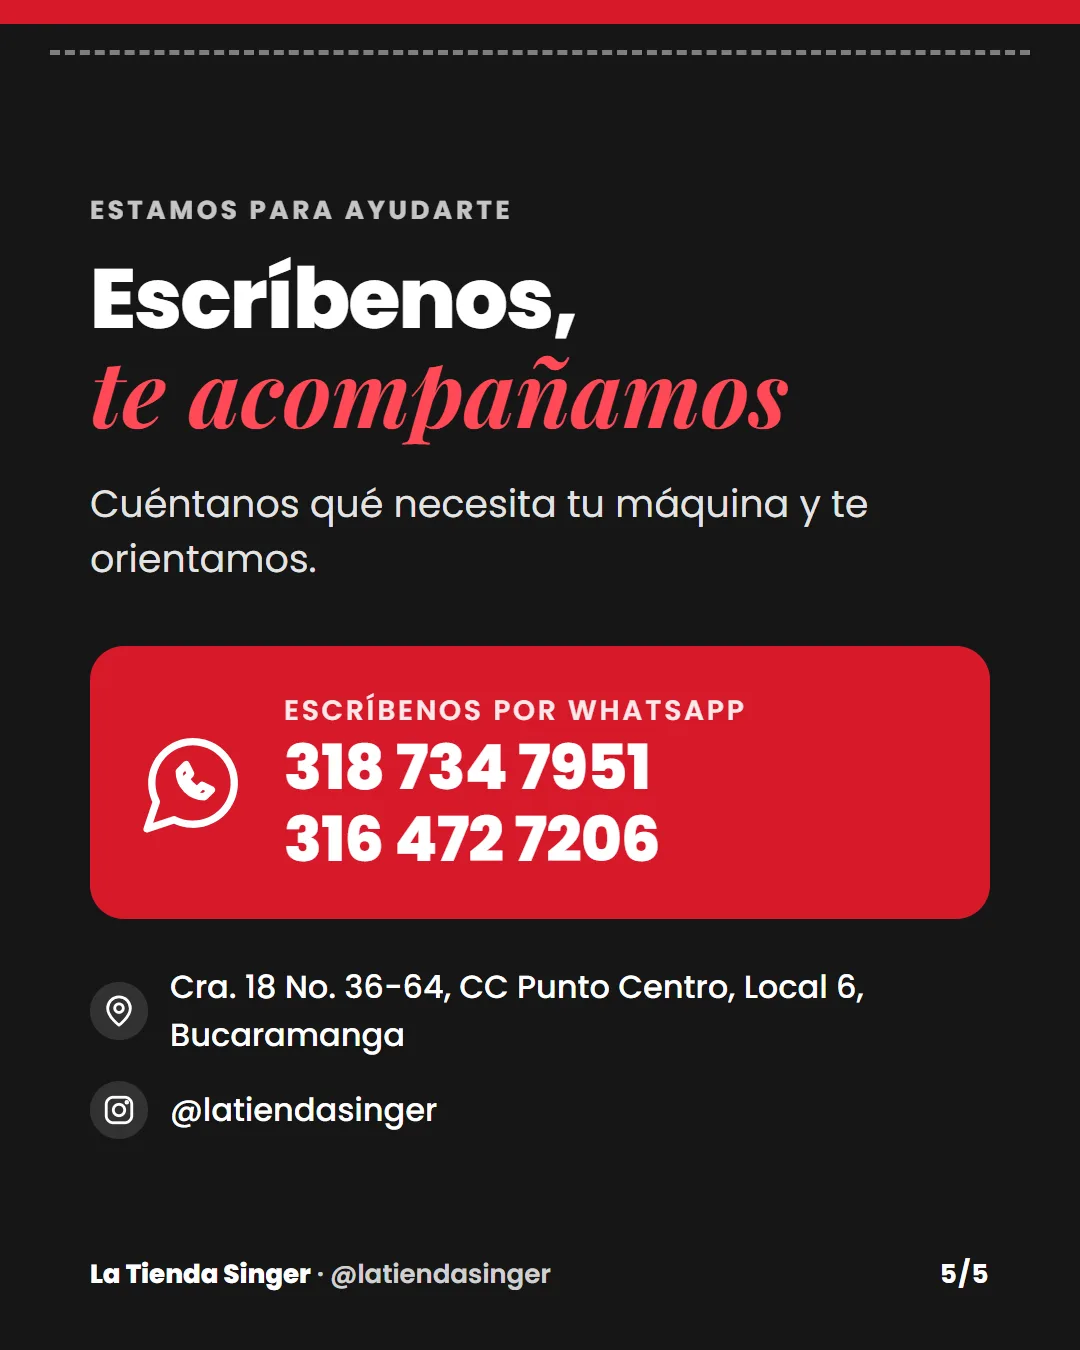 ESTAMOS PARA AYUDARTE
Escríbenos,
te acompañamos
Cuéntanos qué necesita tu máquina y te
orientamos.
ESCRÍBENOS POR WHATSAPP
318 734 7951
316 472 7206
Cra. 18 No. 36-64, CC Punto Centro, Local 6,
Bucaramanga
@latiendasinger
La Tienda Singer · @latiendasinger
5/5